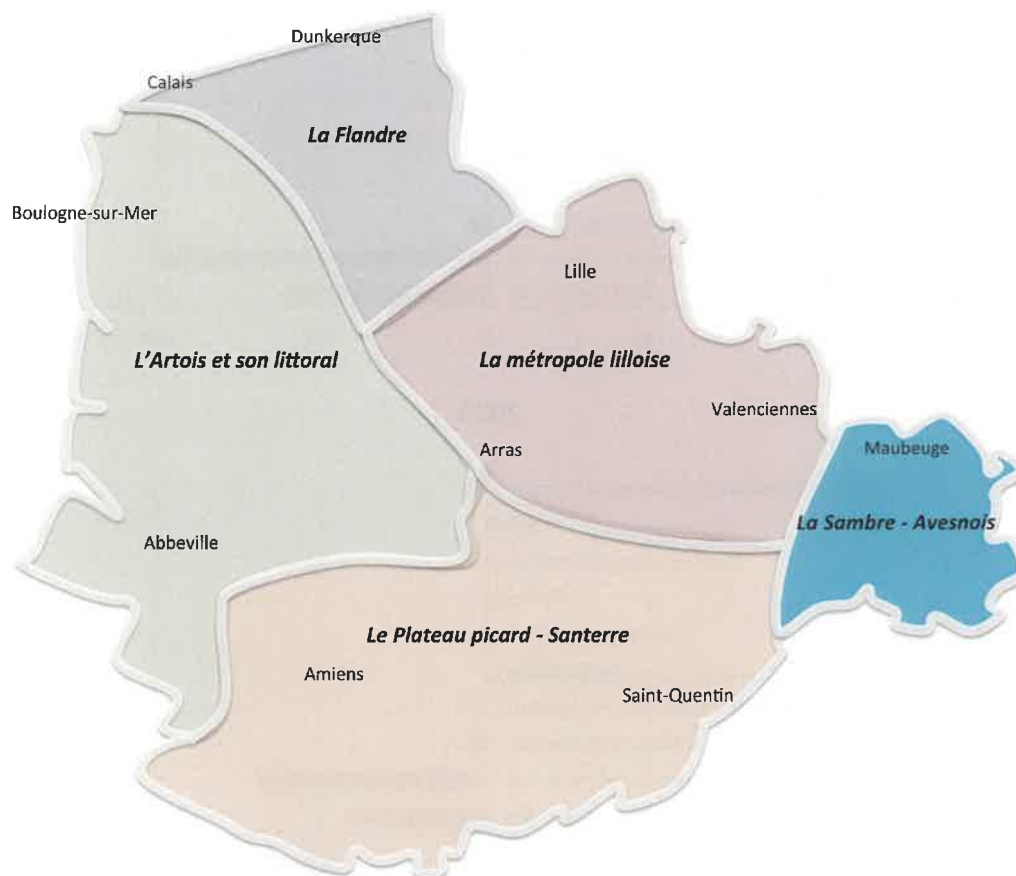 Dunkerque
Calais
La Flandre
Boulogne-sur-Mer
Lille
L'Artois et son littoral
La métropole lilloise
Valenciennes
Arras
Maubeuge
La Sambre - Avesnois
Abbeville
Le Plateau picard - Santerre
Amiens
Saint-Quentin